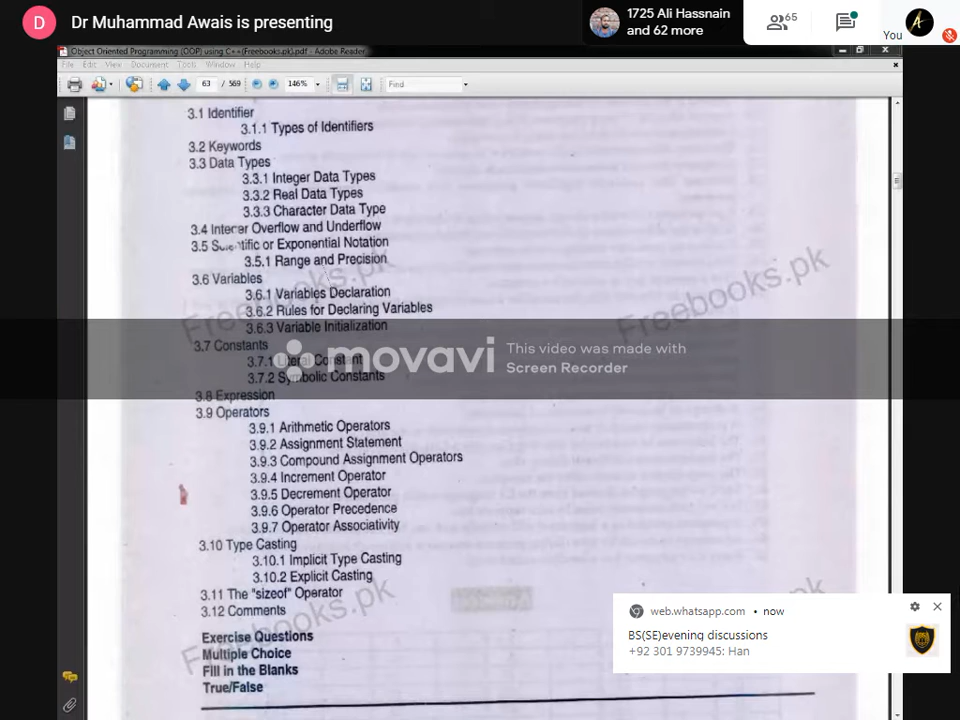 D Dr Muhammad Awais is presenting
1725 Ali Hassnain
and 62 more
65
You
Object Oriented Programming (OOP) using C++(Freebooks.pk).pdf - Adobe Reader
File Edit View Document Tools Window Help
63 / 569 146% Find
3.1 Identifier
3.1.1 Types of Identifiers
3.2 Keywords
3.3 Data Types
3.3.1 Integer Data Types
3.3.2 Real Data Types
3.3.3 Character Data Type
3.4 Integer Overflow and Underflow
3.5 Scientific or Exponential Notation
3.5.1 Range and Precision
3.6 Variables
3.6.1 Variables Declaration
3.6.2 Rules for Declaring Variables
3.6.3 Variable Initialization
3.7 Constants
3.7.1 Literal Constant
3.7.2 Symbolic Constants
3.8 Expression
3.9 Operators
3.9.1 Arithmetic Operators
3.9.2 Assignment Statement
3.9.3 Compound Assignment Operators
3.9.4 Increment Operator
3.9.5 Decrement Operator
3.9.6 Operator Precedence
3.9.7 Operator Associativity
3.10 Type Casting
3.10.1 Implicit Type Casting
3.10.2 Explicit Casting
3.11 The "sizeof" Operator
3.12 Comments
Exercise Questions
Multiple Choice
Fill in the Blanks
True/False
Freebooks.pk
Freebooks.pk
Freebooks.pk
movavi
This video was made with
Screen Recorder
web.whatsapp.com • now
BS(SE)evening discussions
+92 301 9739945: Han